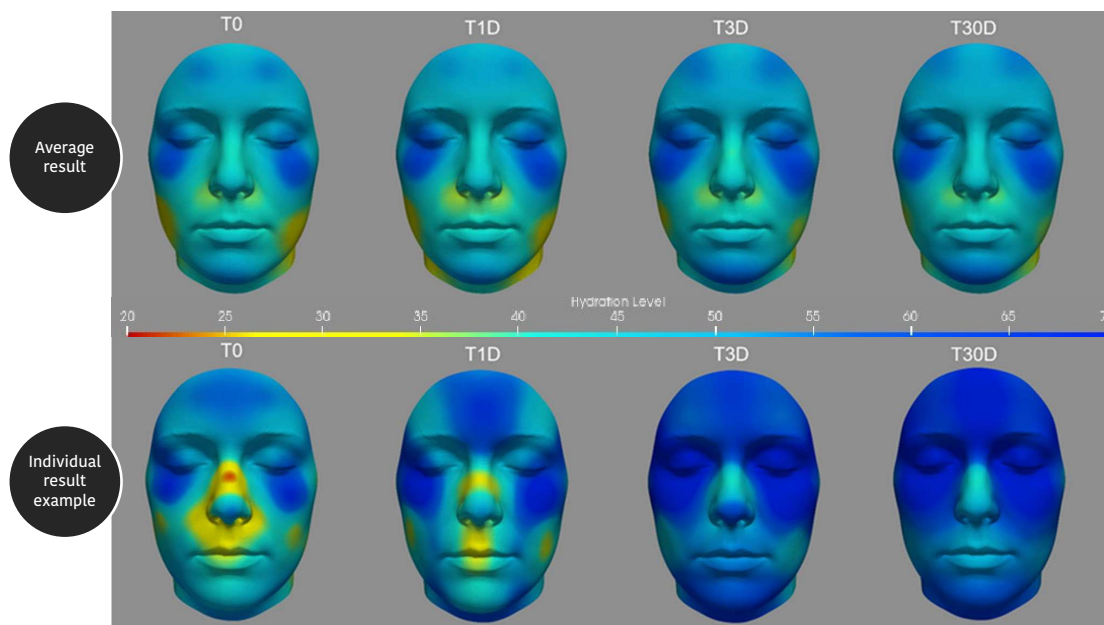 T0 T1D T3D T30D
Average
result
Hydration Level
20 25 30 35 40 45 50 55 60 65
T0 T1D T3D T30D
Individual
result
example